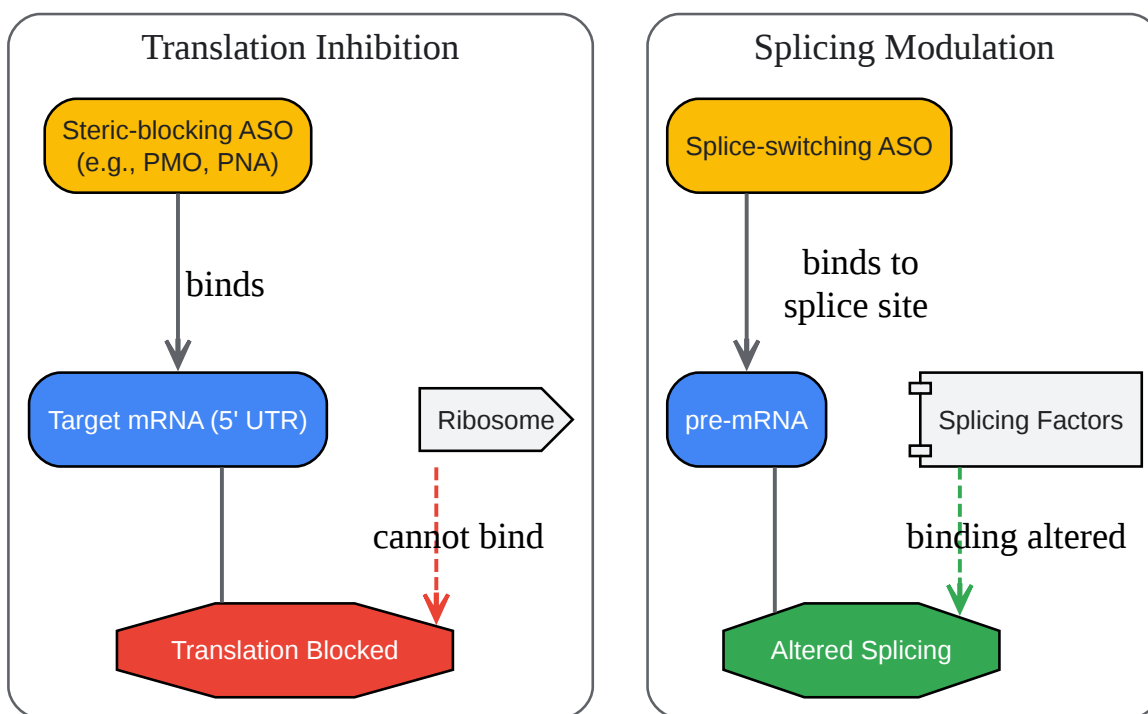 Translation Inhibition
Steric-blocking ASO
(e.g., PMO, PNA)
binds
Target mRNA (5' UTR)
Ribosome
cannot bind
Translation Blocked
Splicing Modulation
Splice-switching ASO
binds to
splice site
pre-mRNA
Splicing Factors
binding altered
Altered Splicing